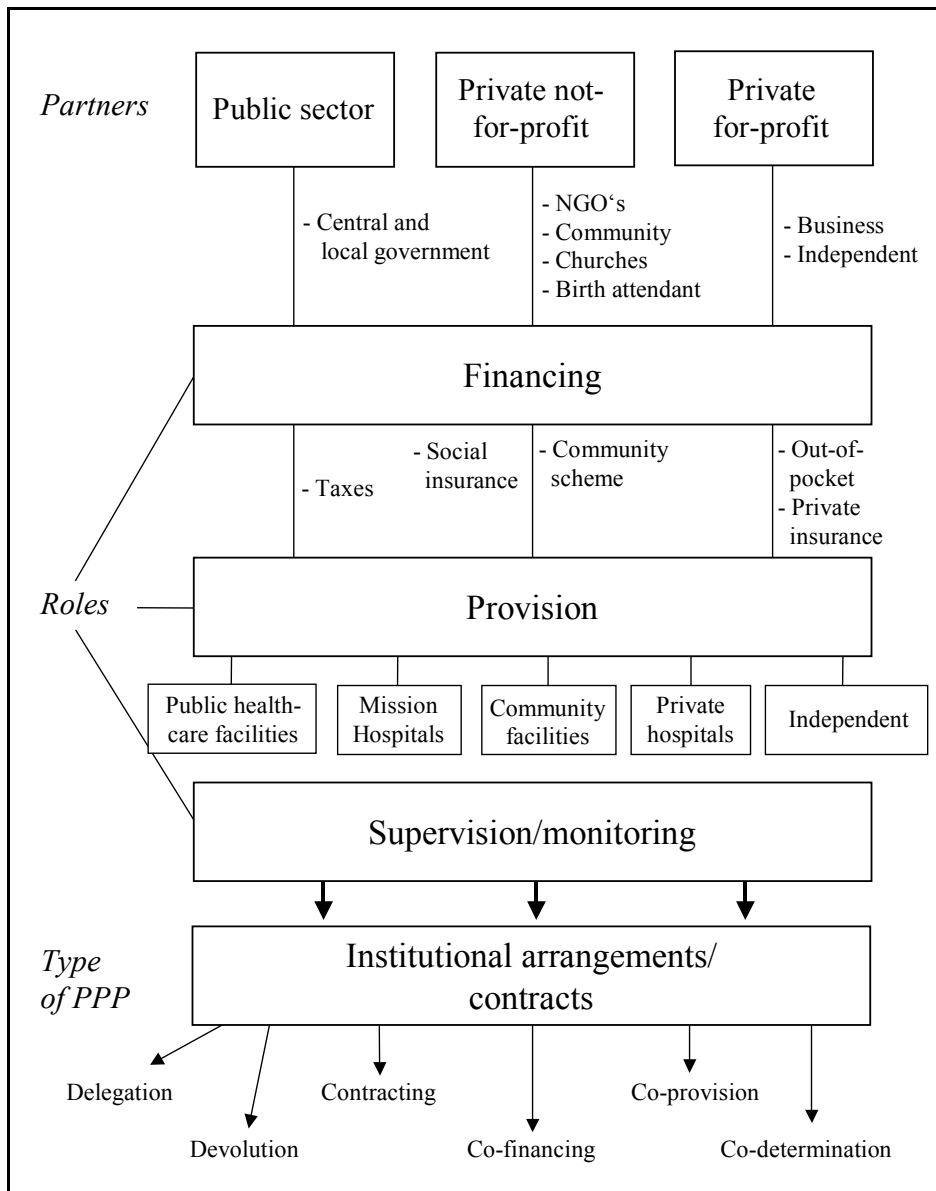 Partners
Public sector
Private not-
for-profit
Private
for-profit
- Central and
local government
- NGO‘s
- Community
- Churches
- Birth attendant
- Business
- Independent
Financing
- Taxes
- Social
insurance
- Community
scheme
- Out-of-
pocket
- Private
insurance
Roles
Provision
Public health-
care facilities
Mission
Hospitals
Community
facilities
Private
hospitals
Independent
Supervision/monitoring
Type
of PPP
Institutional arrangements/
contracts
Delegation
Contracting
Co-provision
Devolution
Co-financing
Co-determination